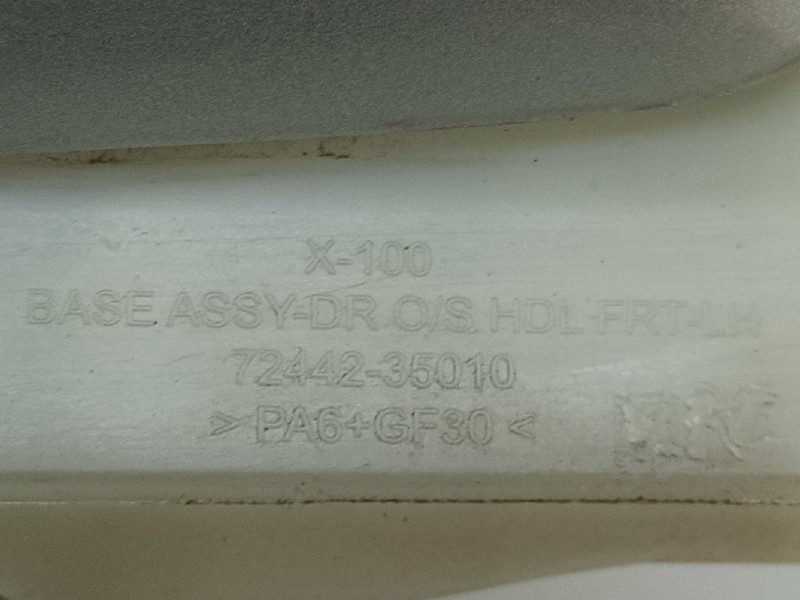 X-100
BASE ASSY-DR O/S HDL FRT-LH
72442-35010
> PA6+GF30 <